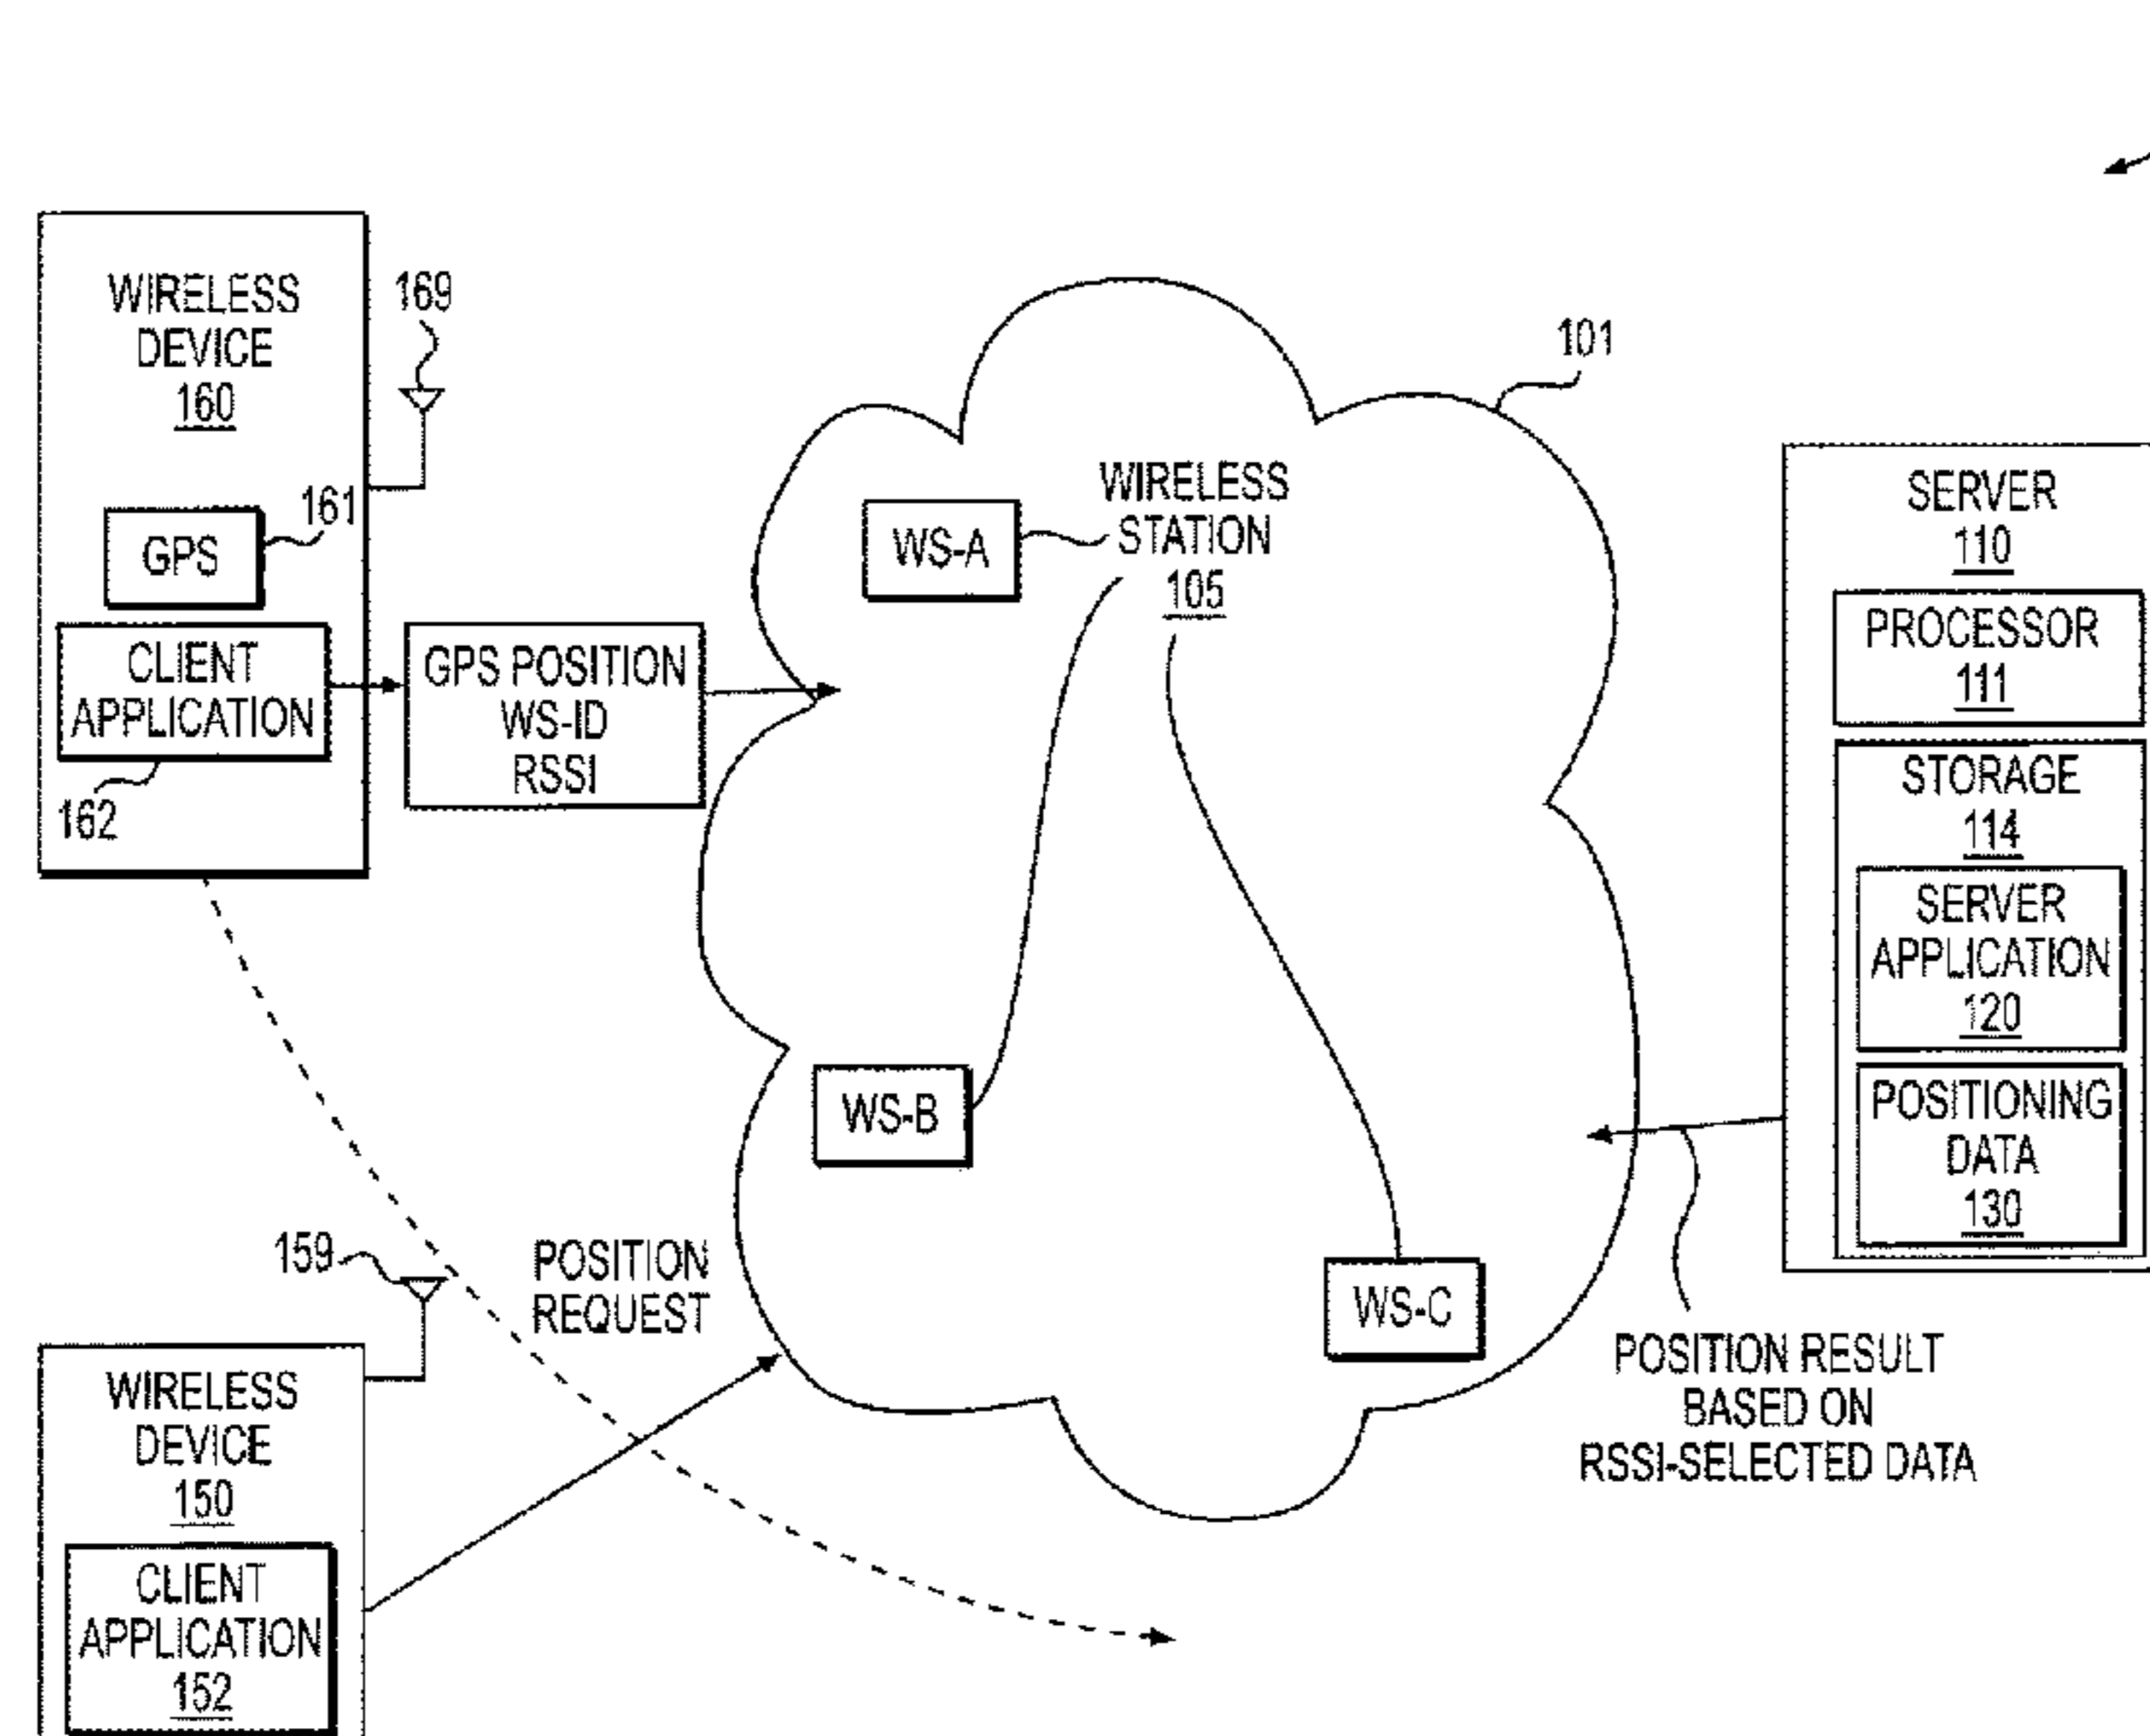 WIRELESS
DEVICE
160
169
161
GPS
CLIENT
APPLICATION
162
GPS POSITION
WS-ID
RSSI
101
WIRELESS
STATION
105
WS-A
WS-B
WS-C
SERVER
110
PROCESSOR
111
STORAGE
114
SERVER
APPLICATION
120
POSITIONING
DATA
130
POSITION RESULT
BASED ON
RSSI-SELECTED DATA
159
POSITION
REQUEST
WIRELESS
DEVICE
150
CLIENT
APPLICATION
152